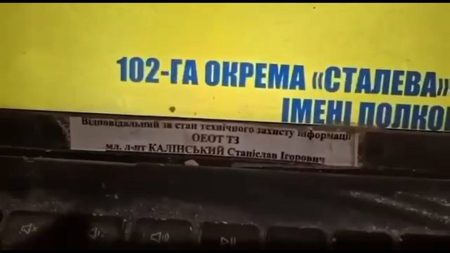 102-ГА ОКРЕМА «СТАЛЕВА»
ІМЕНІ ПОЛКО
Відповідальний за стан технічного захисту інформації
ОЕОТ ТЗ
мл. л-нт КАЛІНСЬКИЙ Станіслав Ігорович